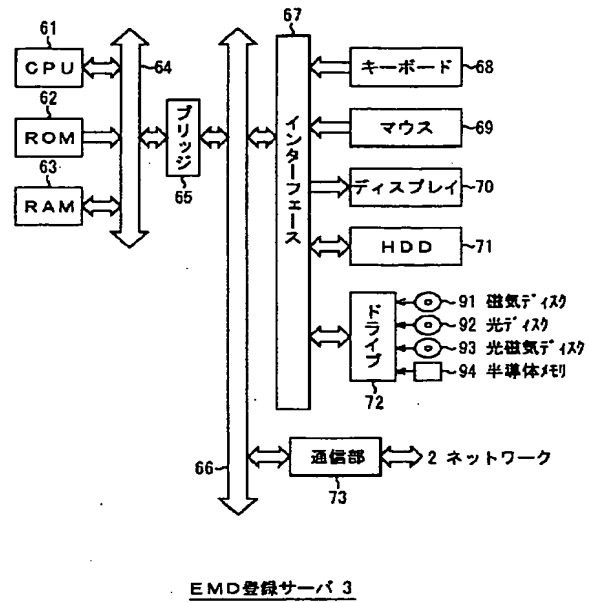 61
CPU
64
62
ROM
63
RAM
ブリッジ
65
66
67
インターフェース
キーボード
68
マウス
69
ディスプレイ
70
HDD
71
ドライブ
72
91 磁気ディスク
92 光ディスク
93 光磁気ディスク
94 半導体メモリ
通信部
73
2 ネットワーク
EMD登録サーバ 3